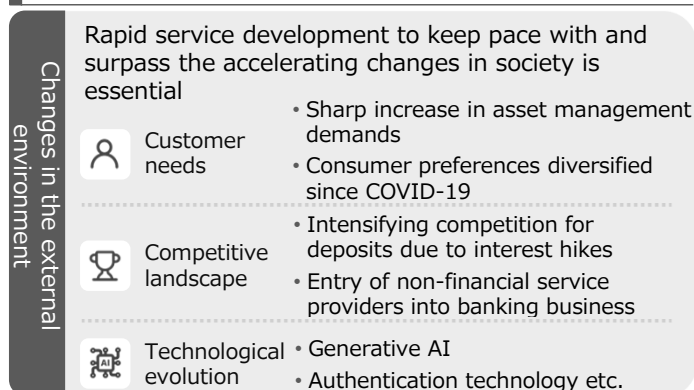 Changes in the external
environment
Rapid service development to keep pace with and
surpass the accelerating changes in society is
essential
Customer
needs
• Sharp increase in asset management
demands
• Consumer preferences diversified
since COVID-19
Competitive
landscape
• Intensifying competition for
deposits due to interest hikes
• Entry of non-financial service
providers into banking business
AI
Technological
evolution
• Generative AI
• Authentication technology etc.